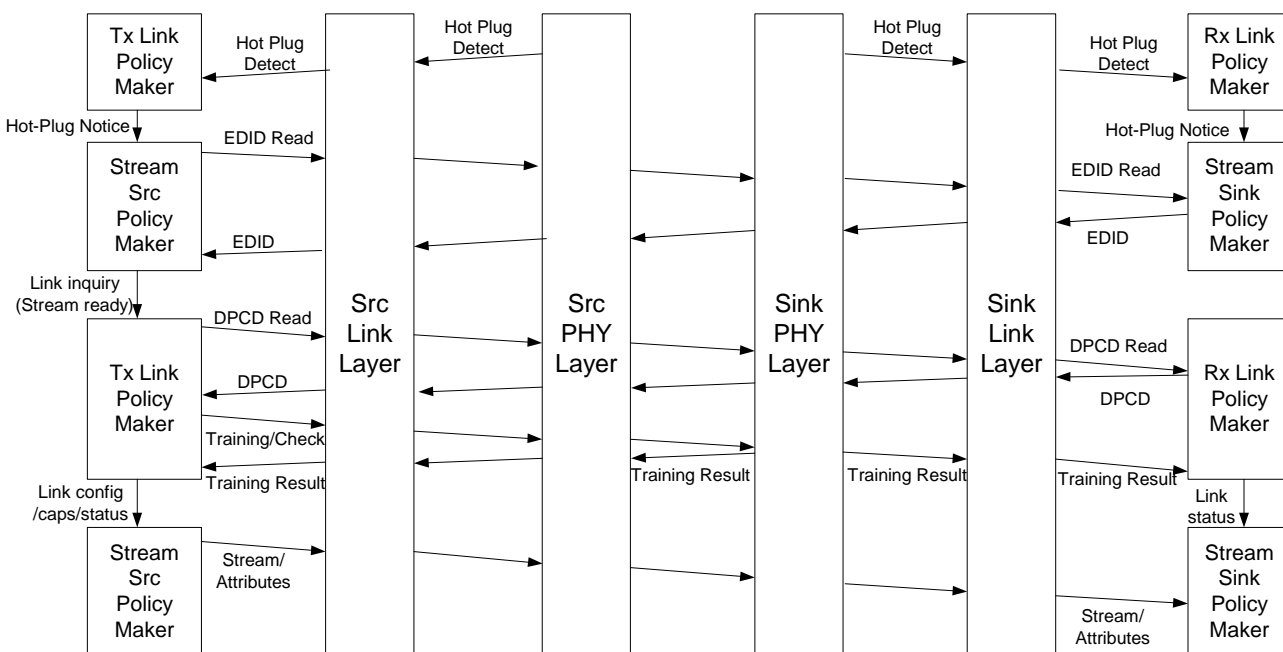 Tx Link
Policy
Maker
Hot Plug
Detect
Hot Plug
Detect
Hot Plug
Detect
Hot Plug
Detect
Rx Link
Policy
Maker
Hot-Plug Notice
Hot-Plug Notice
Stream
Src
Policy
Maker
EDID Read
EDID
EDID Read
EDID
Stream
Sink
Policy
Maker
Link inquiry
(Stream ready)
Src
Link
Layer
Src
PHY
Layer
Sink
PHY
Layer
Sink
Link
Layer
Tx Link
Policy
Maker
DPCD Read
DPCD
Training/Check
Training Result
Training Result
Training Result
Training Result
DPCD Read
DPCD
Rx Link
Policy
Maker
Link config
/caps/status
Link
status
Stream
Src
Policy
Maker
Stream/
Attributes
Stream/
Attributes
Stream
Sink
Policy
Maker